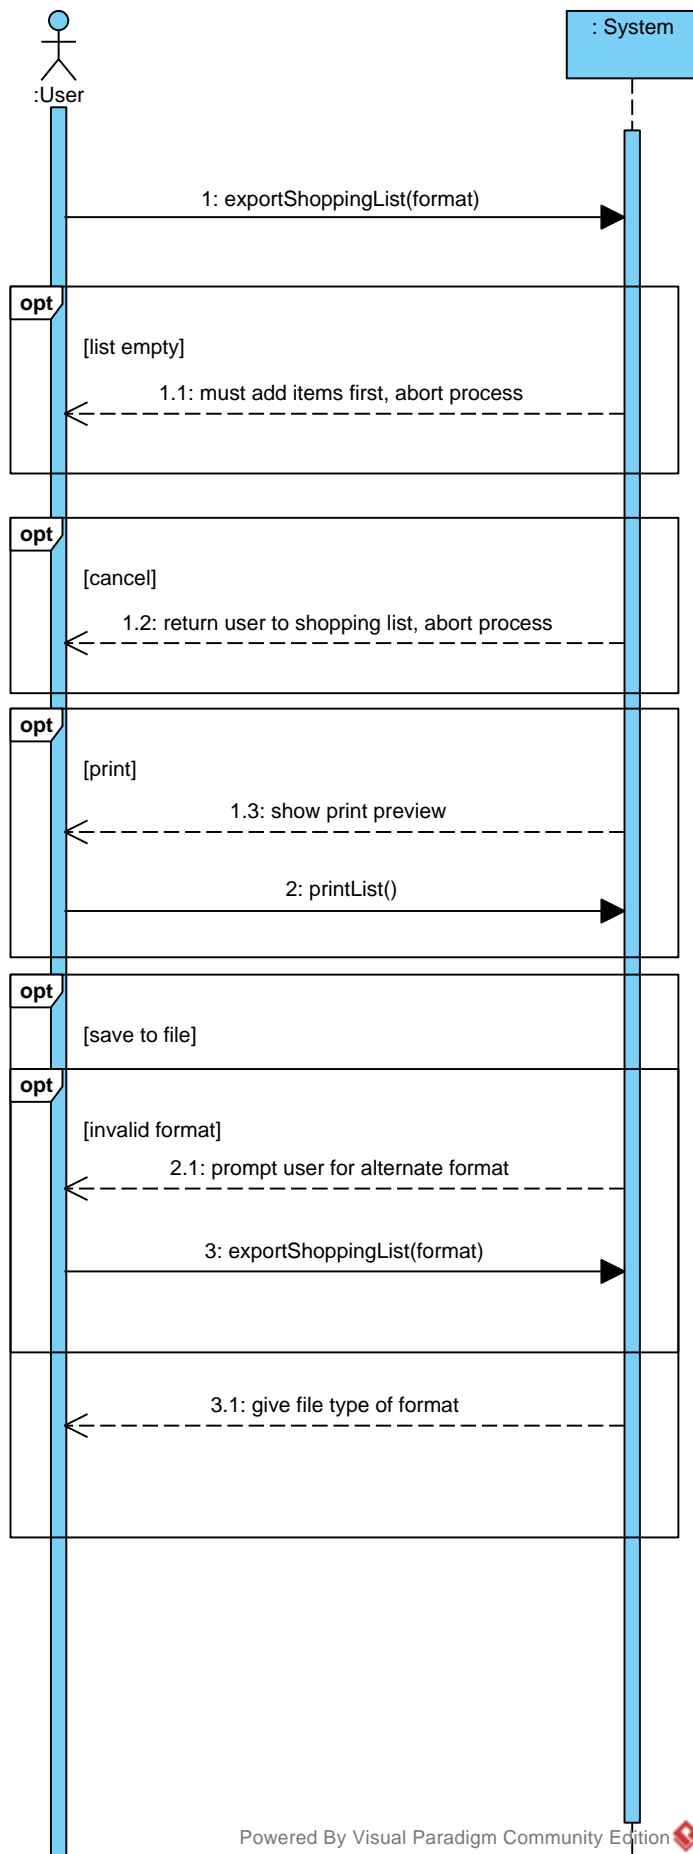 : System
:User
1: exportShoppingList(format)
opt
[list empty]
1.1: must add items first, abort process
opt
[cancel]
1.2: return user to shopping list, abort process
opt
[print]
1.3: show print preview
2: printList()
opt
[save to file]
opt
[invalid format]
2.1: prompt user for alternate format
3: exportShoppingList(format)
3.1: give file type of format
Powered By Visual Paradigm Community Edition